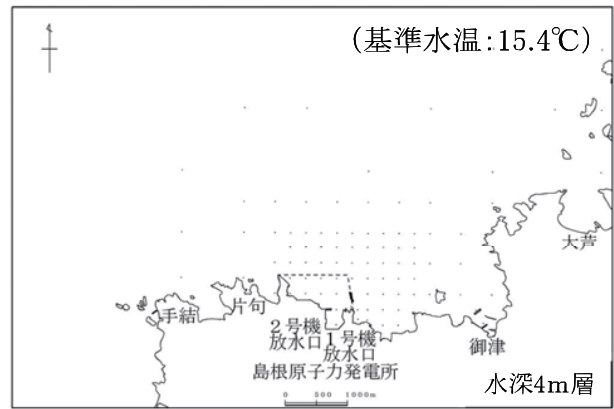 (基準水温:15.4℃)
大芦
片句
手結
2号機
放水口
1号機
放水口
御津
島根原子力発電所
0 500 1000m
水深4m層